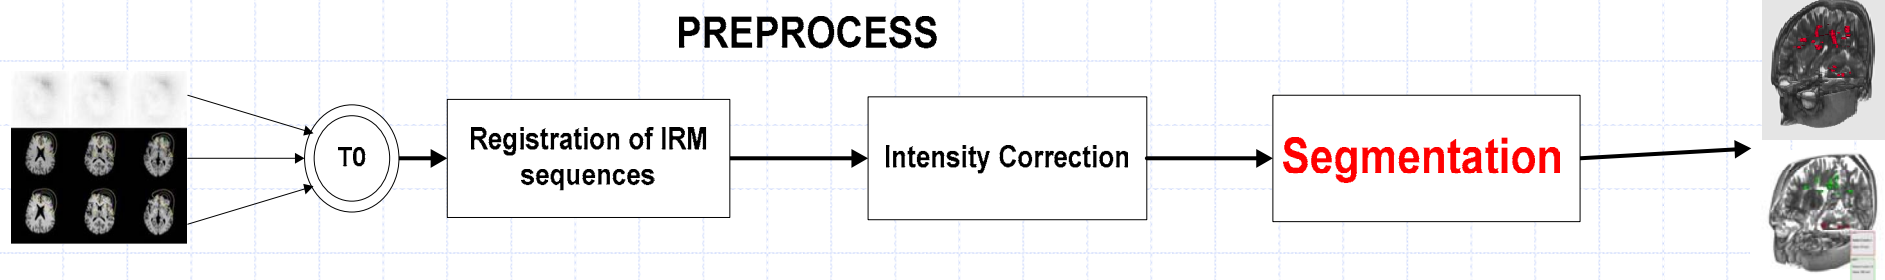 PREPROCESS
T0
Registration of IRM
sequences
Intensity Correction
Segmentation